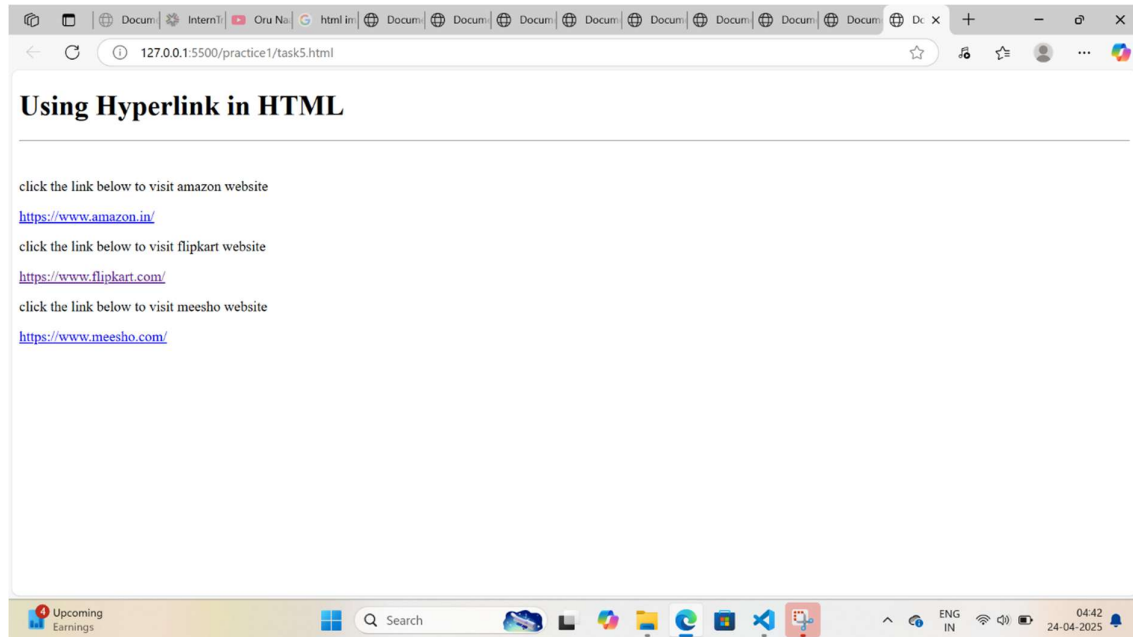 Docum InternTr Oru Na html im Docum Docum Docum Docum Docum Docum Docum Docum Do
127.0.0.1:5500/practice1/task5.html
Using Hyperlink in HTML
click the link below to visit amazon website
https://www.amazon.in/
click the link below to visit flipkart website
https://www.flipkart.com/
click the link below to visit meesho website
https://www.meesho.com/
4 Upcoming
Earnings
Search
ENG
IN
04:42
24-04-2025